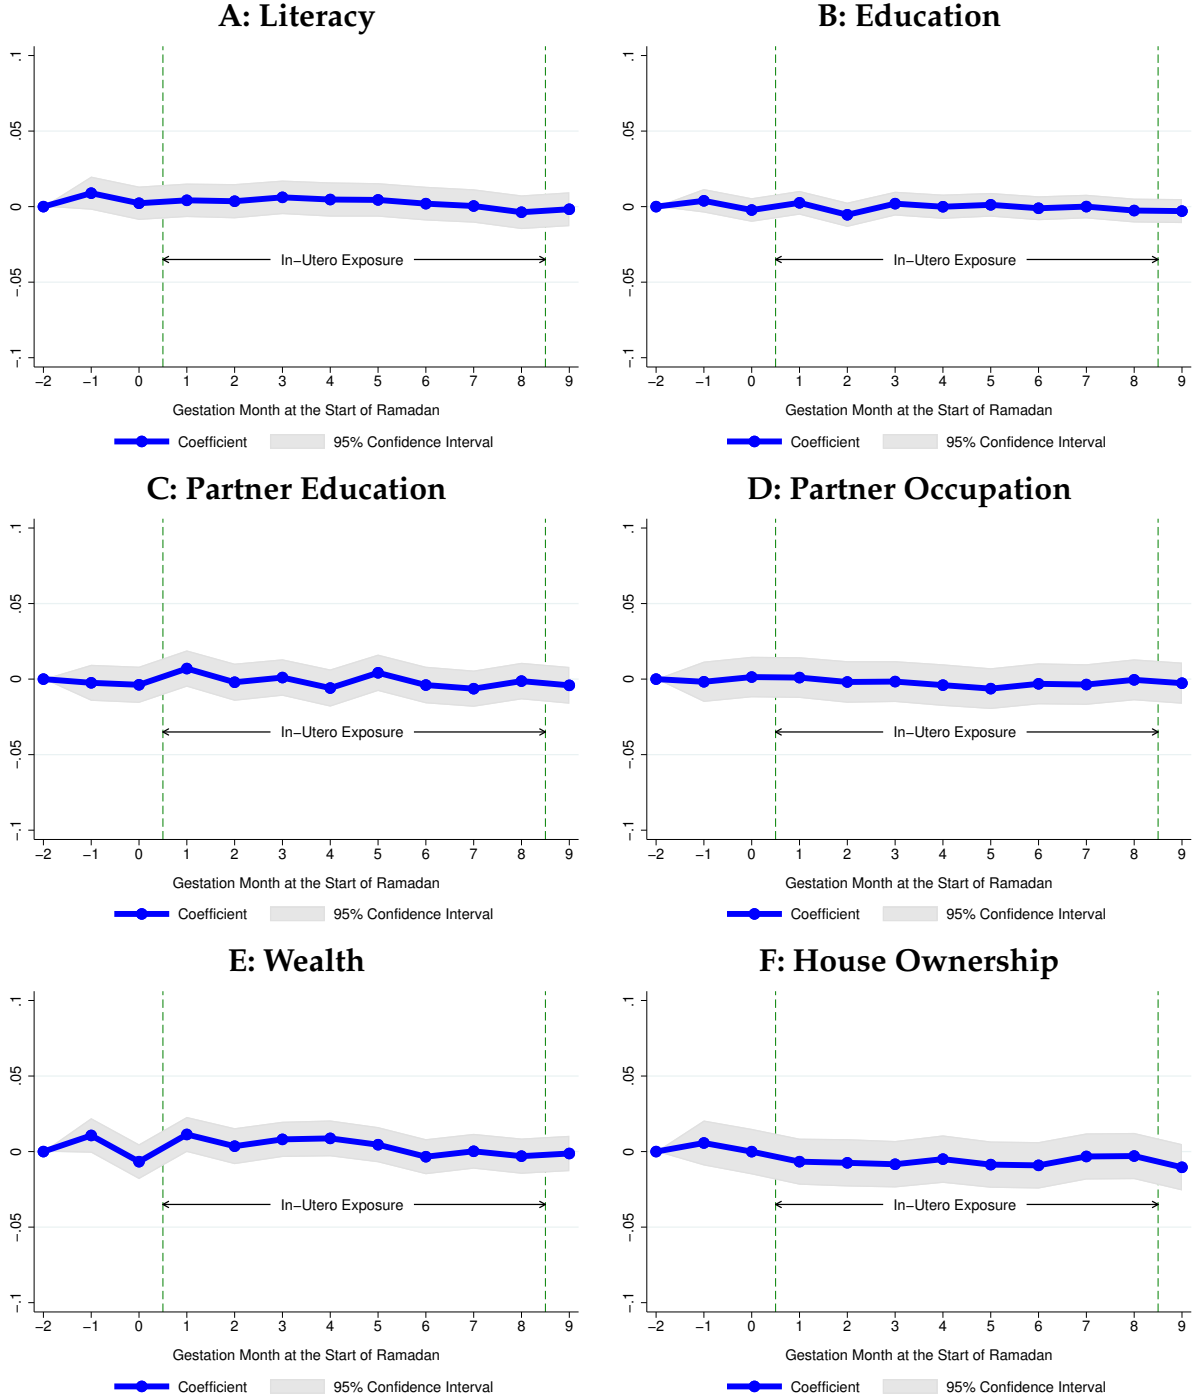 A: Literacy
.1
.05
0
-.05
-.1
In-Utero Exposure
-2 -1 0 1 2 3 4 5 6 7 8 9
Gestation Month at the Start of Ramadan
Coefficient 95% Confidence Interval
B: Education
.1
.05
0
-.05
-.1
In-Utero Exposure
-2 -1 0 1 2 3 4 5 6 7 8 9
Gestation Month at the Start of Ramadan
Coefficient 95% Confidence Interval
C: Partner Education
.1
.05
0
-.05
-.1
In-Utero Exposure
-2 -1 0 1 2 3 4 5 6 7 8 9
Gestation Month at the Start of Ramadan
Coefficient 95% Confidence Interval
D: Partner Occupation
.1
.05
0
-.05
-.1
In-Utero Exposure
-2 -1 0 1 2 3 4 5 6 7 8 9
Gestation Month at the Start of Ramadan
Coefficient 95% Confidence Interval
E: Wealth
.1
.05
0
-.05
-.1
In-Utero Exposure
-2 -1 0 1 2 3 4 5 6 7 8 9
Gestation Month at the Start of Ramadan
Coefficient 95% Confidence Interval
F: House Ownership
.1
.05
0
-.05
-.1
In-Utero Exposure
-2 -1 0 1 2 3 4 5 6 7 8 9
Gestation Month at the Start of Ramadan
Coefficient 95% Confidence Interval